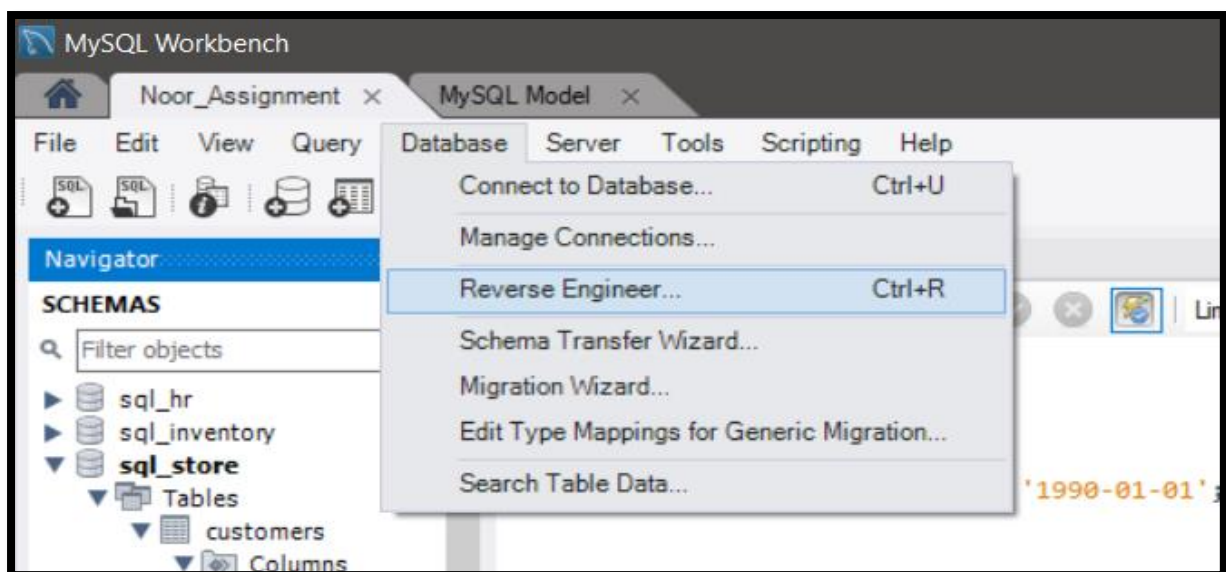 MySQL Workbench
Noor_Assignment × MySQL Model ×
File Edit View Query Database Server Tools Scripting Help
SQL SQL
Connect to Database... Ctrl+U
Manage Connections...
Navigator
Reverse Engineer... Ctrl+R
SCHEMAS
Schema Transfer Wizard...
Filter objects
Migration Wizard...
sql_hr
Edit Type Mappings for Generic Migration...
sql_inventory
sql_store
Search Table Data...
'1990-01-01';
Tables
customers
Columns